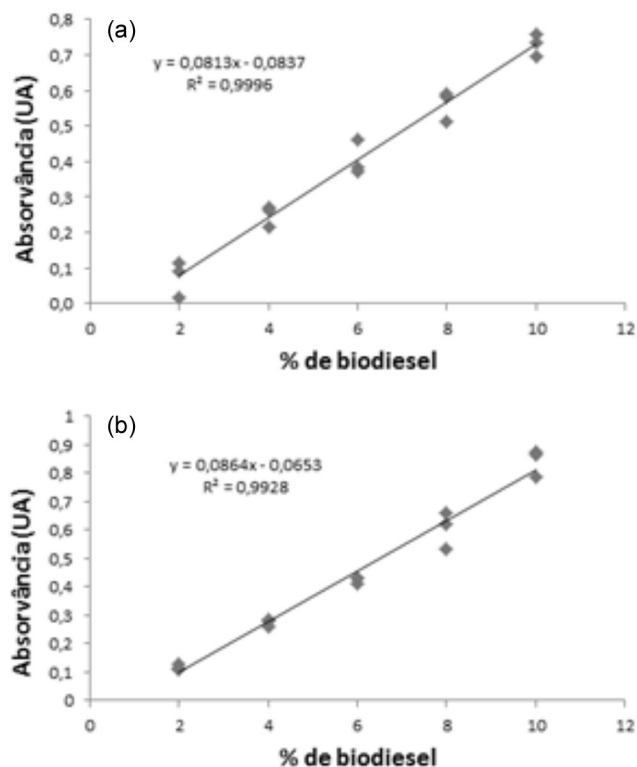 (a)
y = 0,0813x - 0,0837
R² = 0,9996
Absorvância (UA)
0,8
0,7
0,6
0,5
0,4
0,3
0,2
0,1
0,0
0 2 4 6 8 10 12
% de biodiesel
(b)
y = 0,0864x - 0,0653
R² = 0,9928
Absorvância (UA)
1
0,9
0,8
0,7
0,6
0,5
0,4
0,3
0,2
0,1
0
0 2 4 6 8 10 12
% de biodiesel